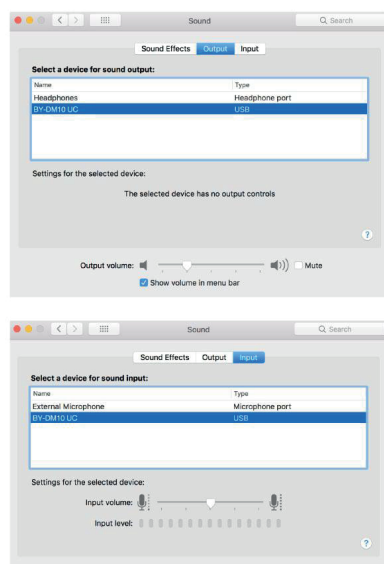 Sound
Search
Sound Effects Output Input
Select a device for sound output:
Name Type
Headphones Headphone port
BY-DM10 UC USB
Settings for the selected device:
The selected device has no output controls
?
Output volume: Mute
Show volume in menu bar
Sound
Search
Sound Effects Output Input
Select a device for sound input:
Name Type
External Microphone Microphone port
BY-DM10 UC USB
Settings for the selected device:
Input volume:
Input level:
?